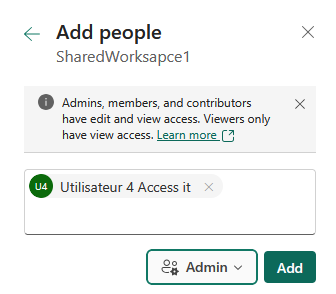 Add people
SharedWorksapce1
Admins, members, and contributors
have edit and view access. Viewers only
have view access. Learn more
U4 Utilisateur 4 Access it
Admin
Add